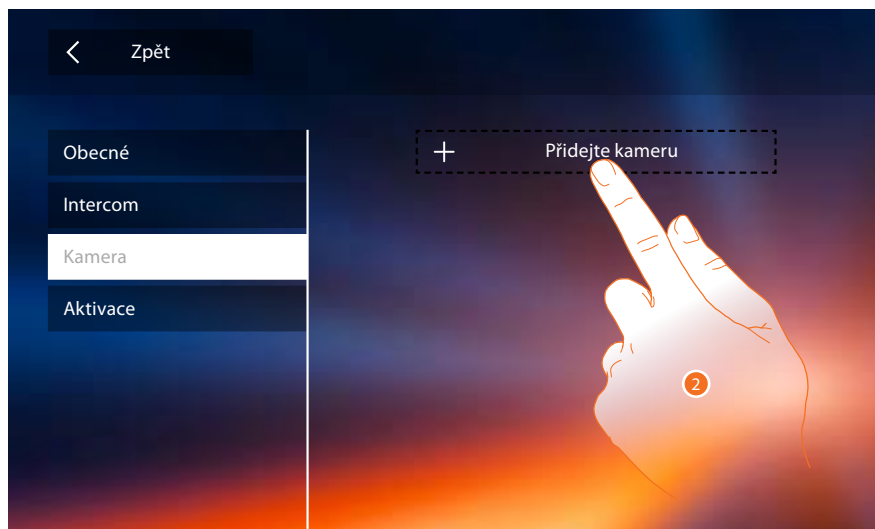 Zpět
Obecné
Přidejte kameru
Intercom
Kamera
Aktivace
2